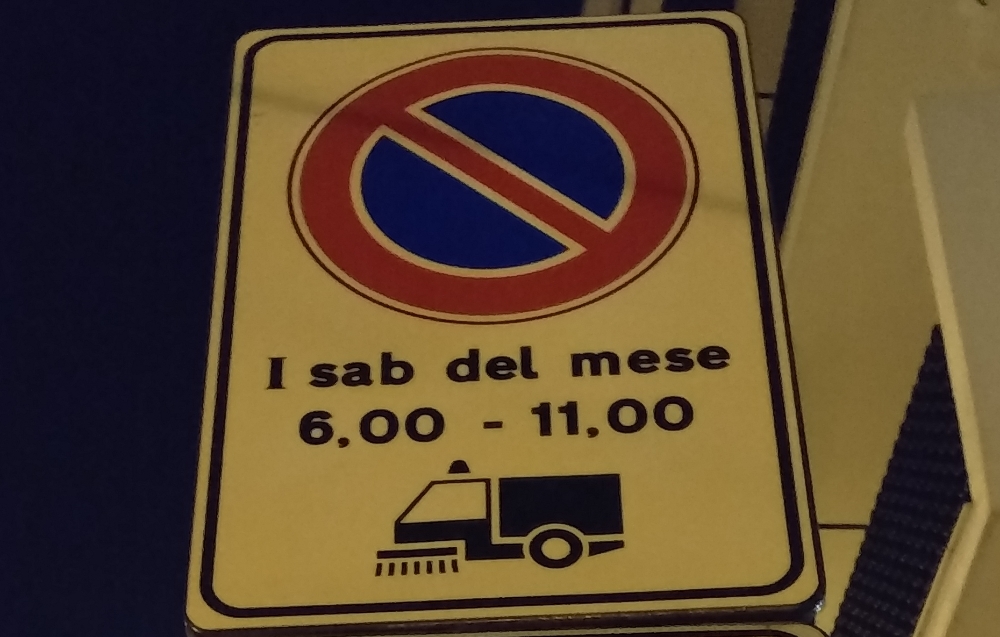 I sab del mese
6,00 - 11,00